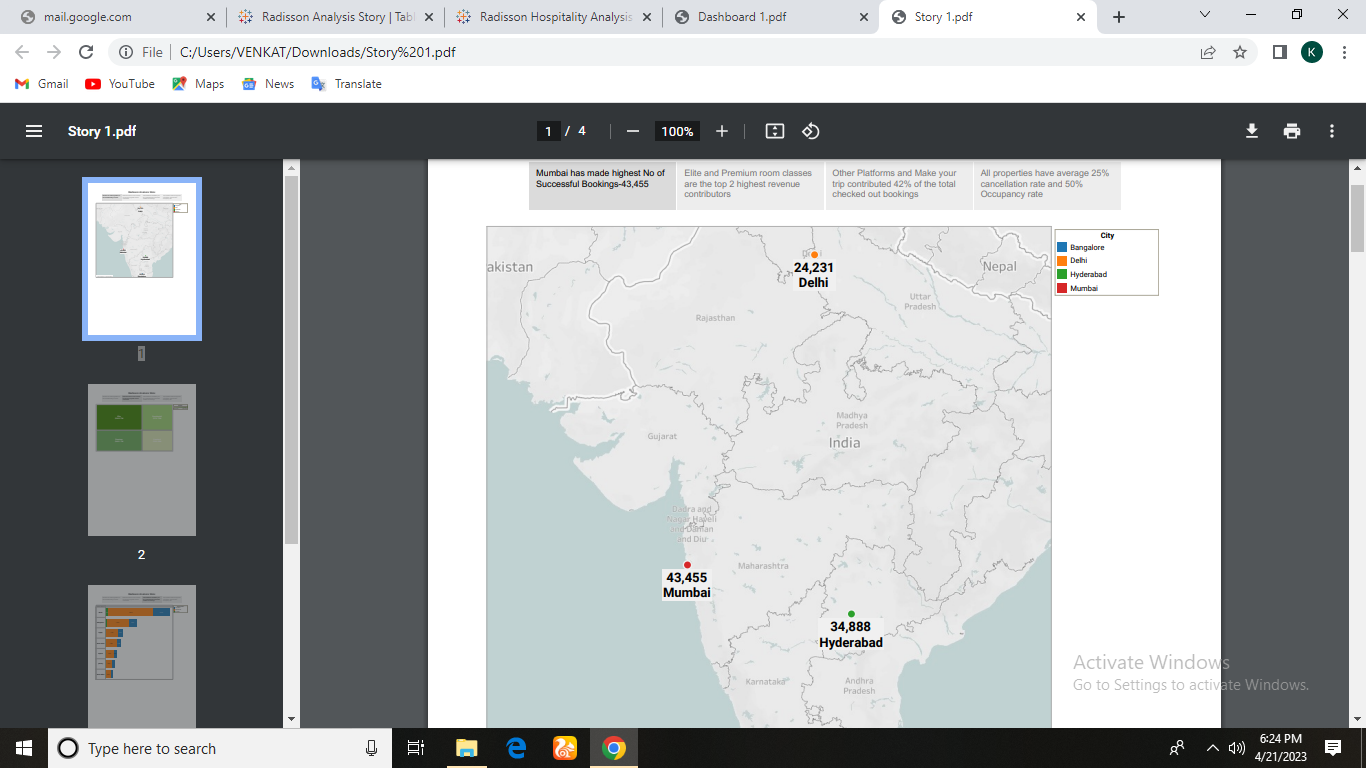 mail.google.com
Radisson Analysis Story | Tabl
Radisson Hospitality Analysis
Dashboard 1.pdf
Story 1.pdf
File
C:/Users/VENKAT/Downloads/Story%201.pdf
K
Gmail
YouTube
Maps
News
Translate
Story 1.pdf
1 / 4
100%
1
2
Mumbai has made highest No of
Successful Bookings-43,455
Elite and Premium room classes
are the top 2 highest revenue
contributors
Other Platforms and Make your
trip contributed 42% of the total
checked out bookings
All properties have average 25%
cancellation rate and 50%
Occupancy rate
City
Bangalore
Delhi
Hyderabad
Mumbai
akistan
24,231
Delhi
Nepal
Uttar
Pradesh
Rajasthan
Madhya
Pradesh
India
Gujarat
Dadra and
Nagar Haveli
and Daman
and Diu
43,455
Mumbai
Maharashtra
34,888
Hyderabad
Karnataka
Andhra
Pradesh
Activate Windows
Go to Settings to activate Windows.
Type here to search
6:24 PM
4/21/2023